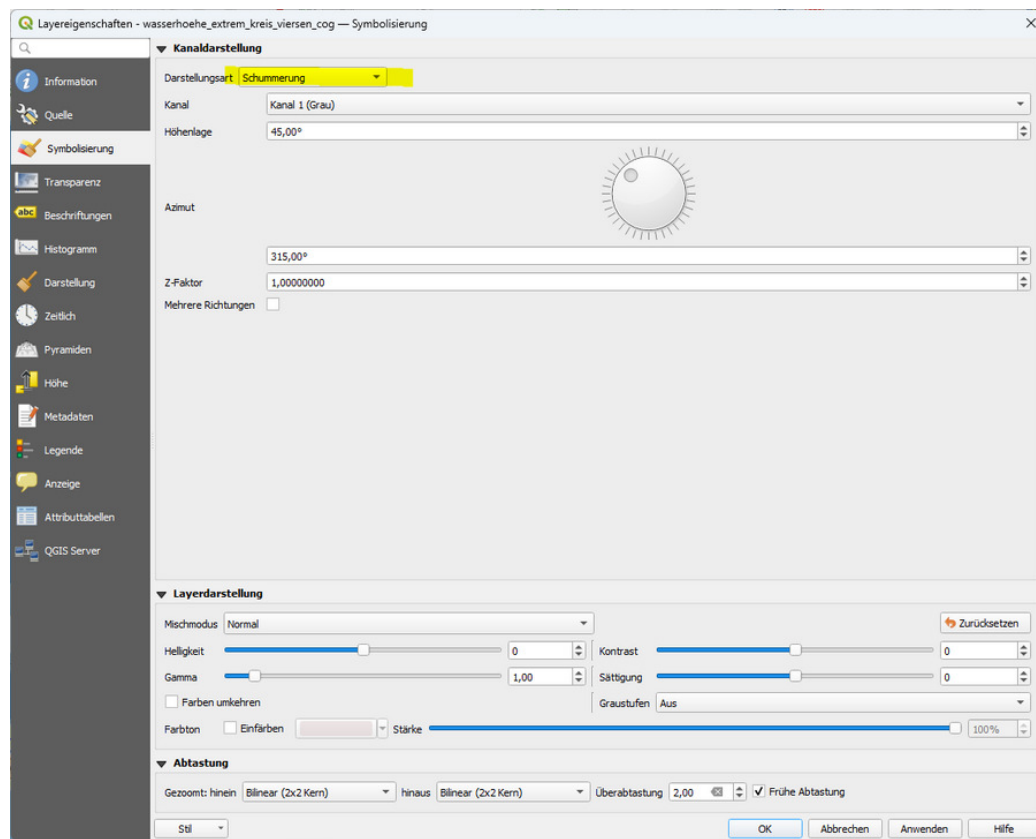 Layereigenschaften - wasserhoehe_extrem_kreis_viersen_cog — Symbolisierung
Information
Quelle
Symbolisierung
Transparenz
abc Beschriftungen
Histogramm
Darstellung
Zeitlich
Pyramiden
Höhe
Metadaten
Legende
Anzeige
Attributtabellen
QGIS Server
Kanaldarstellung
Darstellungsart Schummerung
Kanal Kanal 1 (Grau)
Höhenlage 45,00°
Azimut
315,00°
Z-Faktor 1,00000000
Mehrere Richtungen
Layerdarstellung
Mischmodus Normal Zurücksetzen
Helligkeit 0 Kontrast 0
Gamma 1,00 Sättigung 0
Farben umkehren Graustufen Aus
Farbton Einfärben Stärke 100%
Abtastung
Gezoomt: hinein Bilinear (2x2 Kern) hinaus Bilinear (2x2 Kern) Überabtastung 2,00 Frühe Abtastung
Stil OK Abbrechen Anwenden Hilfe